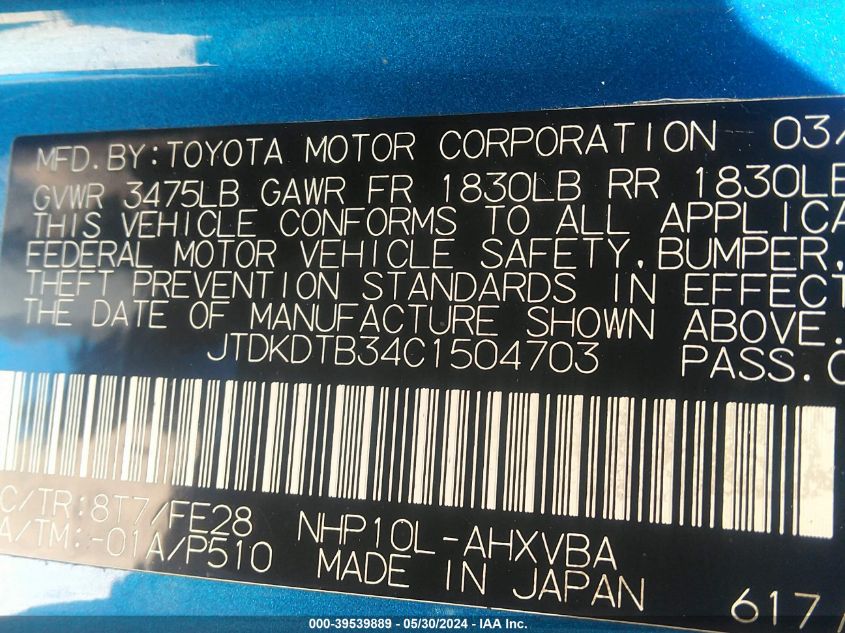 MFD. BY: TOYOTA MOTOR CORPORATION 03/
GVWR 3475LB GAWR FR 1830LB RR 1830LB
THIS VEHICLE CONFORMS TO ALL APPLICA
FEDERAL MOTOR VEHICLE SAFETY, BUMPER,
THEFT PREVENTION STANDARDS IN EFFECT
THE DATE OF MANUFACTURE SHOWN ABOVE.
JTDKDTB34C1504703 PASS.C
C/TR:8T7/FE28 NHP10L-AHXVBA
A/TM:-01A/P510 MADE IN JAPAN 617/
000-39539889 - 05/30/2024 - IAA Inc.